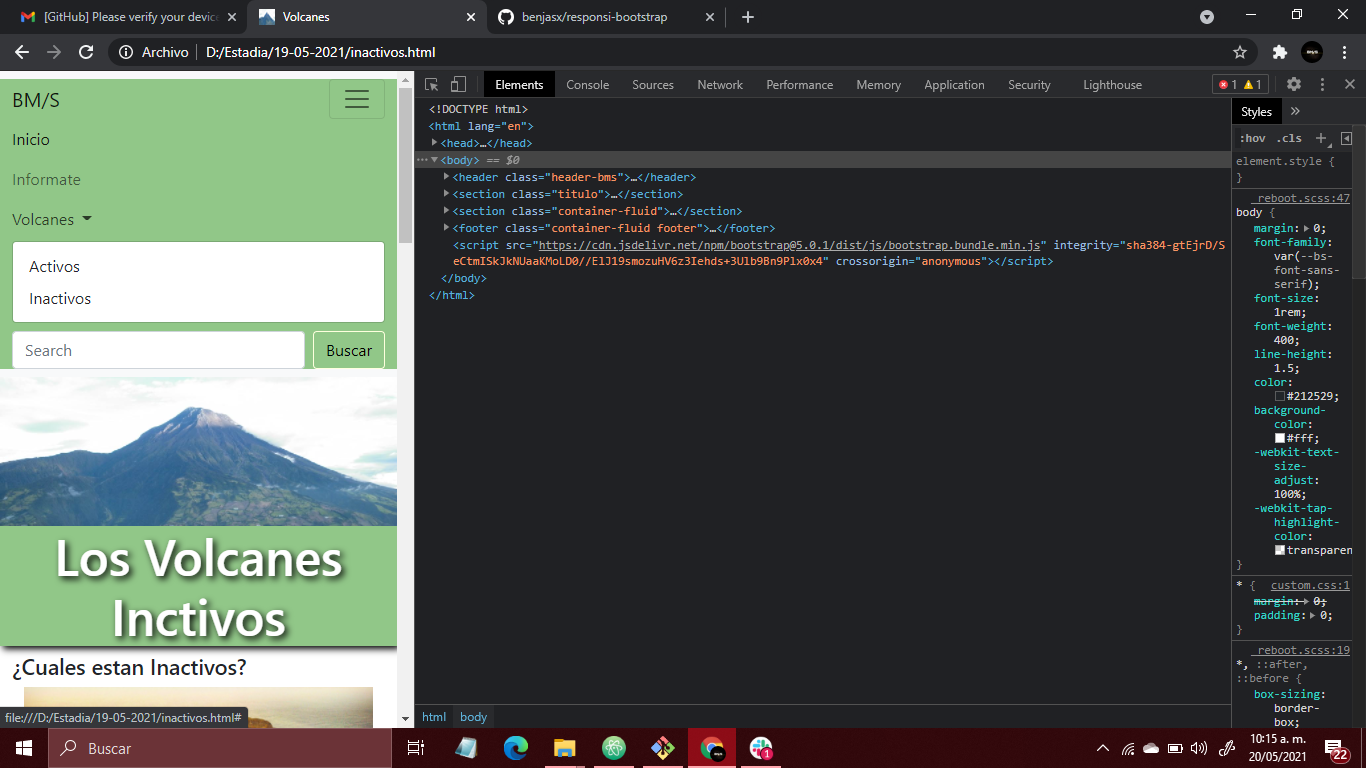 [GitHub] Please verify your device
Volcanes
benjasx/responsi-bootstrap
Archivo | D:/Estadia/19-05-2021/inactivos.html
BM/S
Inicio
Informate
Volcanes
Activos
Inactivos
Search
Buscar
Los Volcanes
Inctivos
¿Cuales estan Inactivos?
file:///D:/Estadia/19-05-2021/inactivos.html#
Elements Console Sources Network Performance Memory Application Security Lighthouse 1 1
<!DOCTYPE html>
<html lang="en">
<head>…</head>
<body> == $0
<header class="header-bms">…</header>
<section class="titulo">…</section>
<section class="container-fluid">…</section>
<footer class="container-fluid footer">…</footer>
<script src="https://cdn.jsdelivr.net/npm/bootstrap@5.0.1/dist/js/bootstrap.bundle.min.js" integrity="sha384-gtEjrD/S
eCtmISkJkNUaaKMoLD0//ElJ19smozuHV6z3Iehds+3Ulb9Bn9Plx0x4" crossorigin="anonymous"></script>
</body>
</html>
html body
Styles »
:hov .cls +
element.style {
}
_reboot.scss:47
body {
margin: 0;
font-family:
var(--bs-
font-sans-
serif);
font-size:
1rem;
font-weight:
400;
line-height:
1.5;
color:
#212529;
background-
color:
#fff;
-webkit-text-
size-
adjust:
100%;
-webkit-tap-
highlight-
color:
transparen
}
* { custom.css:1
margin: 0;
padding: 0;
}
_reboot.scss:19
*, ::after,
::before {
box-sizing:
border-
box;
Buscar
1
10:15 a. m.
20/05/2021
22